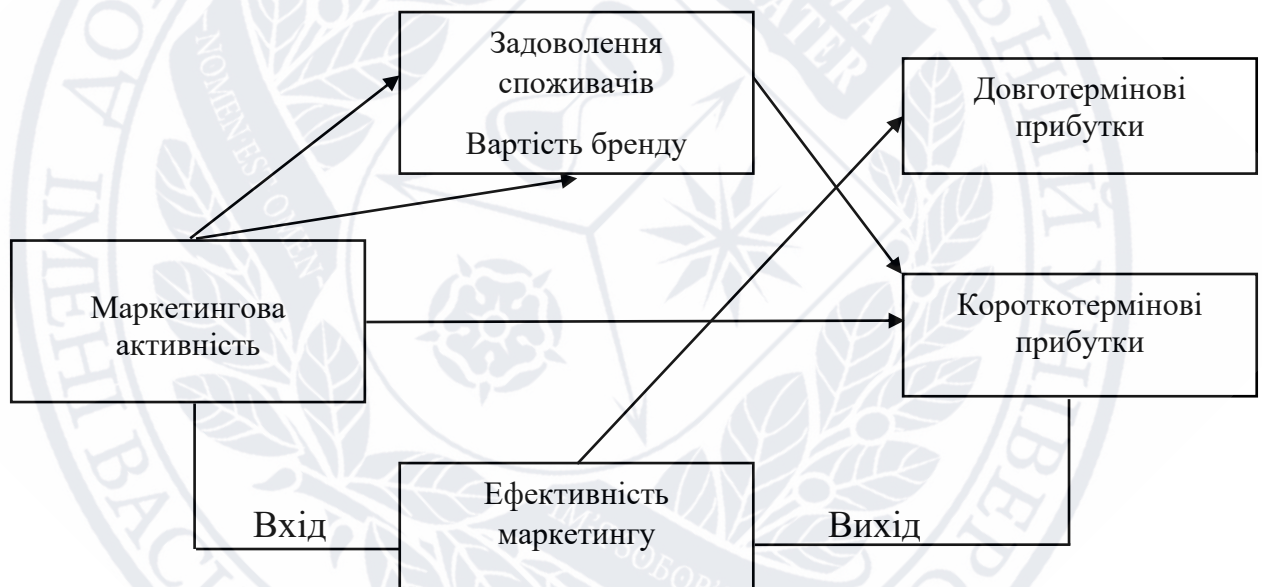 Задоволення
споживачів
Вартість бренду
Довготермінові
прибутки
Маркетингова
активність
Короткотермінові
прибутки
Ефективність
маркетингу
Вхід
Вихід